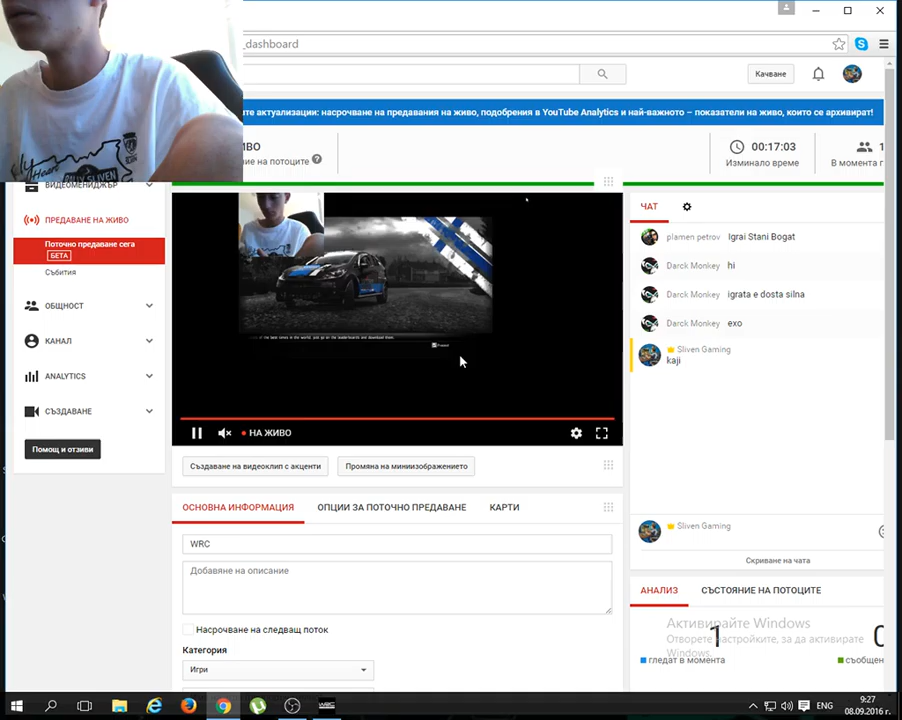 _dashboard
Качване
те актуализации: насрочване на предавания на живо, подобрения в YouTube Analytics и най-важното – показатели на живо, които се архивират!
ИВО
ние на потоците
00:17:03
Изминало време
1
В момента г
ВИДЕОМЕНИДЖЪР
ПРЕДАВАНЕ НА ЖИВО
Поточно предаване сега
БЕТА
Събития
ОБЩНОСТ
КАНАЛ
ANALYTICS
СЪЗДАВАНЕ
Помощ и отзиви
НА ЖИВО
Създаване на видеоклип с акценти
Промяна на миниизображението
ОСНОВНА ИНФОРМАЦИЯ
ОПЦИИ ЗА ПОТОЧНО ПРЕДАВАНЕ
КАРТИ
WRC
Добавяне на описание
Насрочване на следващ поток
Категория
Игри
ЧАТ
plamen petrov Igrai Stani Bogat
Darck Monkey hi
Darck Monkey igrata e dosta silna
Darck Monkey exo
Sliven Gaming
kaji
Sliven Gaming
Скриване на чата
АНАЛИЗ
СЪСТОЯНИЕ НА ПОТОЦИТЕ
Активирайте Windows
Отворете настройките, за да активирате
Windows.
1
гледат в момента
съобщен
ENG
9:27
08.09.2016 г.